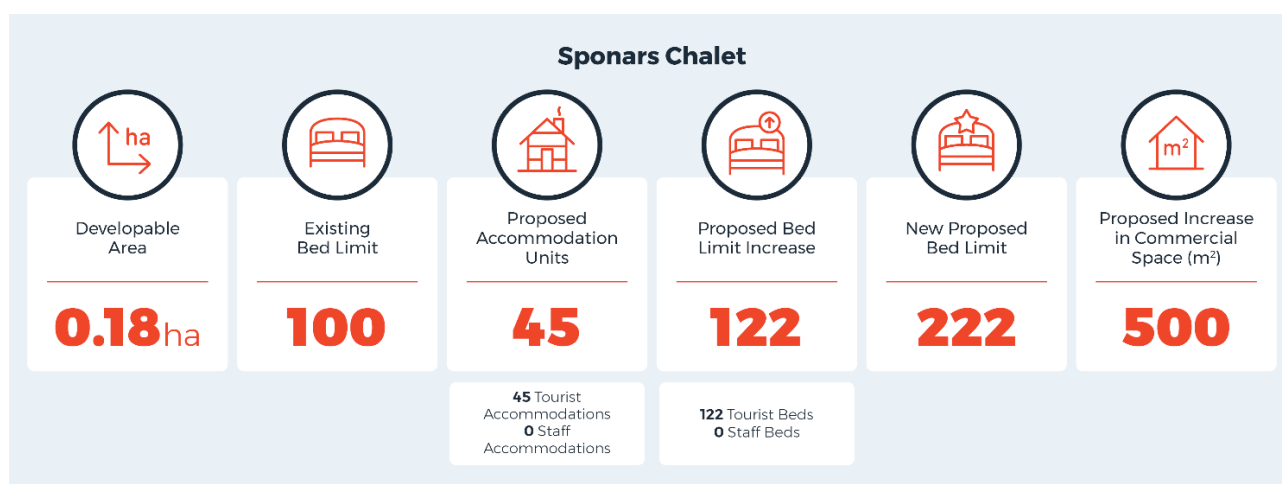 Sponars Chalet
ha
m²
Developable
Area
0.18ha
Existing
Bed Limit
100
Proposed
Accommodation
Units
45
45 Tourist
Accommodations
0 Staff
Accommodations
Proposed Bed
Limit Increase
122
122 Tourist Beds
0 Staff Beds
New Proposed
Bed Limit
222
Proposed Increase
in Commercial
Space (m²)
500